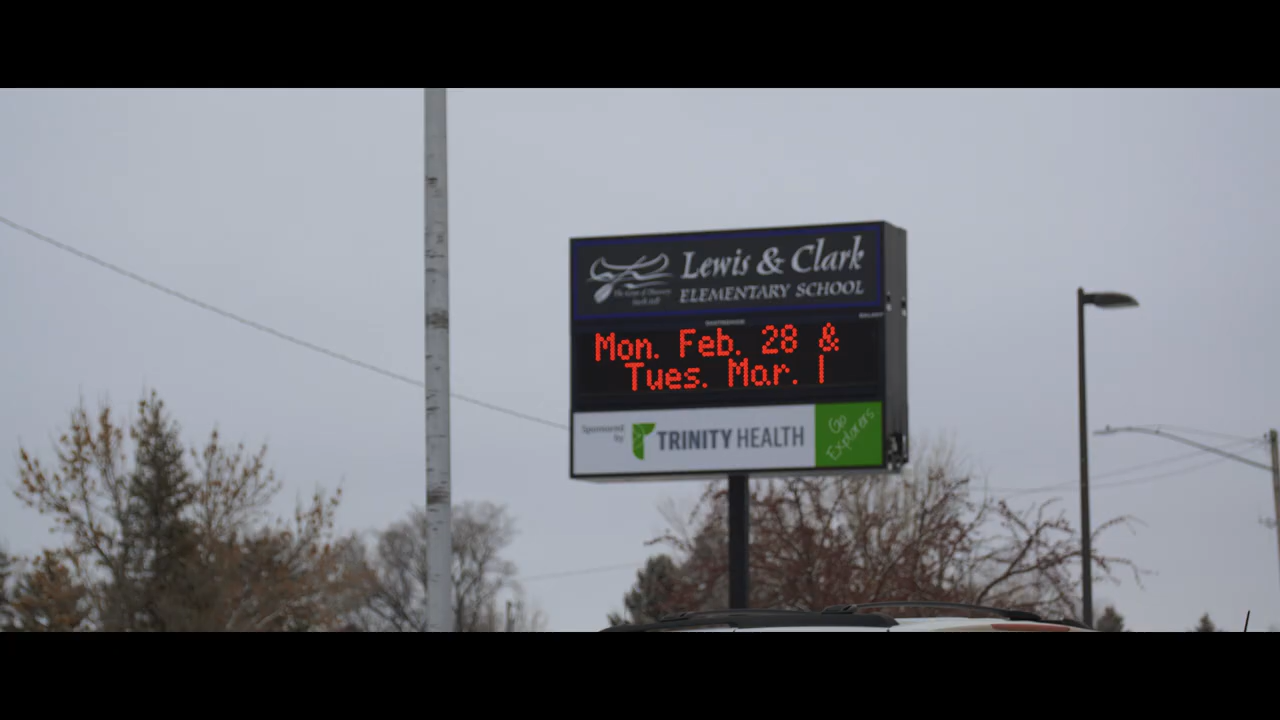 Lewis & Clark
ELEMENTARY SCHOOL
Mon. Feb. 28 &
Tues. Mar. 1
Sponsored
by
TRINITY HEALTH
Go
Explorers